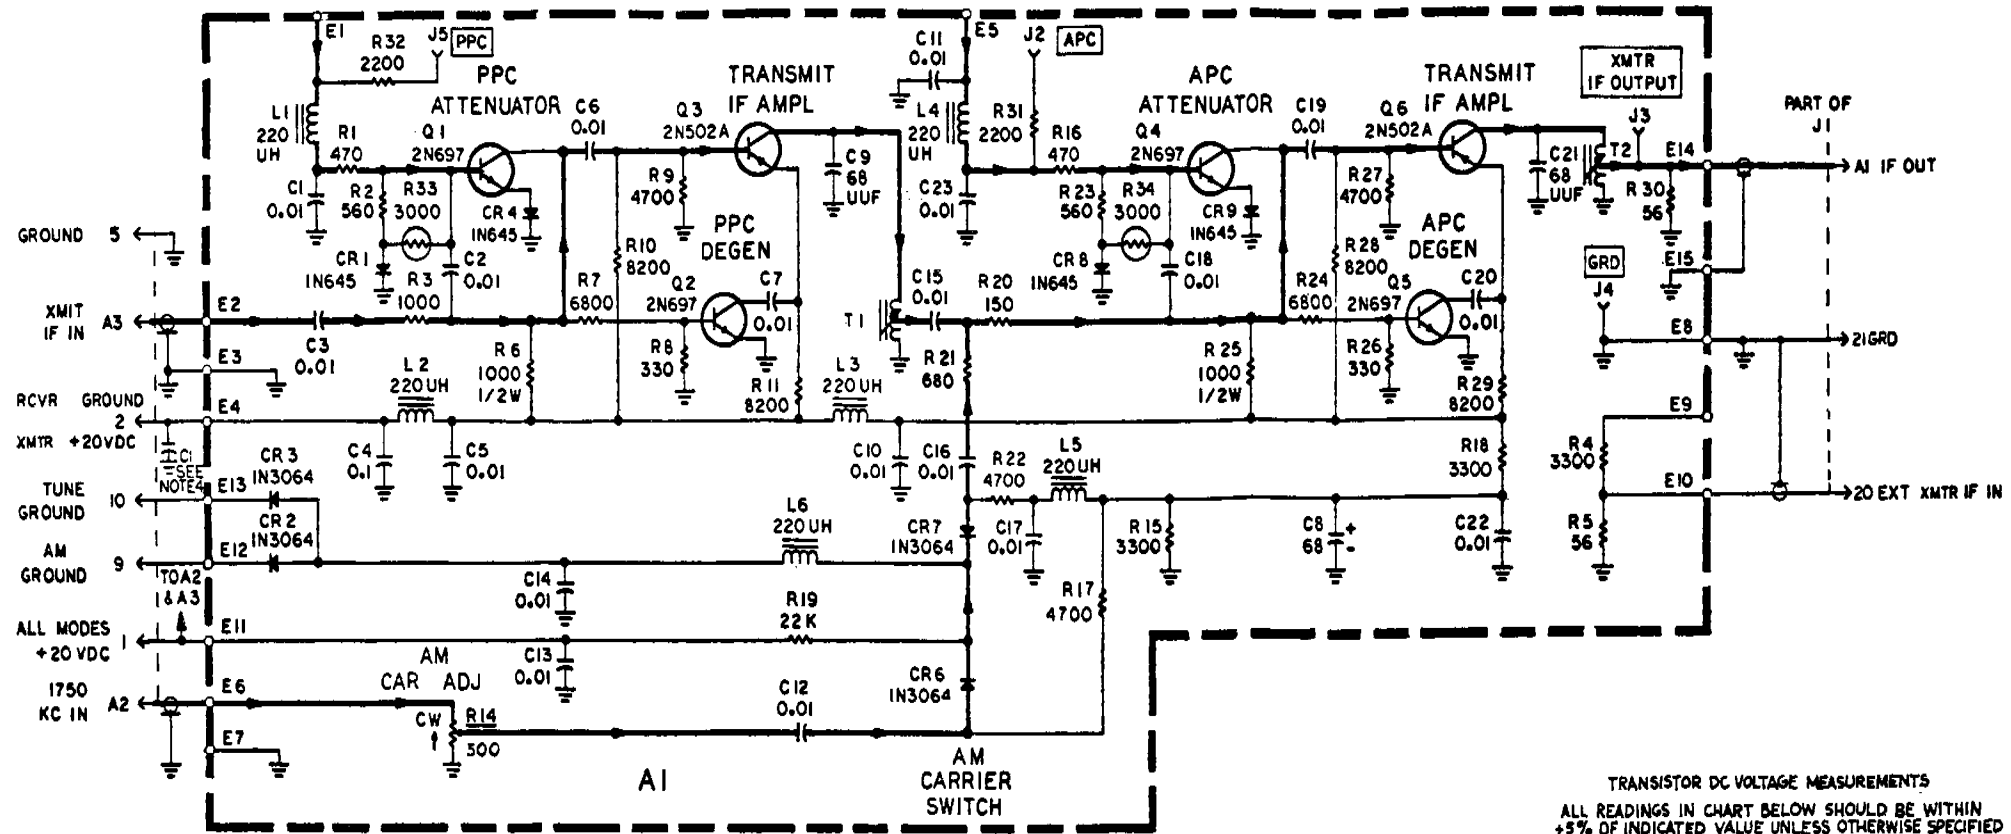 E1
R32
2200
J5
PPC
PPC
ATTENUATOR
L1
220
UH
R1
470
Q1
2N697
C1
0.01
R2
560
R33
3000
CR1
1N645
C2
0.01
CR4
1N645
C6
0.01
Q3
2N502A
TRANSMIT
IF AMPL
R9
4700
R10
8200
C9
68
UUF
PPC
DEGEN
Q2
2N697
C7
0.01
E5
C11
0.01
J2
APC
APC
ATTENUATOR
L4
220
UH
R31
2200
R16
470
Q4
2N697
C23
0.01
R23
560
R34
3000
CR8
1N645
C18
0.01
CR9
1N645
C19
0.01
Q6
2N502A
TRANSMIT
IF AMPL
R27
4700
R28
8200
APC
DEGEN
Q5
2N697
C20
0.01
C21
68
UUF
T2
XMTR
IF OUTPUT
J3
E14
R30
56
E15
GRD
J4
E8
PART OF
J1
A1 IF OUT
21 GRD
GROUND 5
XMIT
IF IN A3
E2
C3
0.01
R3
1000
R6
1000
1/2W
R7
6800
R8
330
R11
8200
T1
C15
0.01
R20
150
R21
680
R25
1000
1/2W
R24
6800
R26
330
R29
8200
E3
RCVR GROUND
2
XMTR +20VDC
E4
C1
SEE
NOTE 4
L2
220UH
C4
0.1
C5
0.01
L3
220UH
C10
0.01
C16
0.01
R22
4700
L5
220UH
R18
3300
E9
R4
3300
E10
20 EXT XMTR IF IN
R5
56
TUNE
GROUND 10
E13
CR3
1N3064
CR2
1N3064
AM
GROUND 9
E12
C14
0.01
L6
220UH
CR7
1N3064
C17
0.01
R15
3300
C8
68
+
-
C22
0.01
R17
4700
TO A2
& A3
ALL MODES
+20 VDC 1
E11
C13
0.01
R19
22K
CR6
1N3064
1750
KC IN A2
E6
AM
CAR ADJ
CW
R14
500
C12
0.01
E7
A1
AM
CARRIER
SWITCH
TRANSISTOR DC VOLTAGE MEASUREMENTS
ALL READINGS IN CHART BELOW SHOULD BE WITHIN
±5% OF INDICATED VALUE UNLESS OTHERWISE SPECIFIED